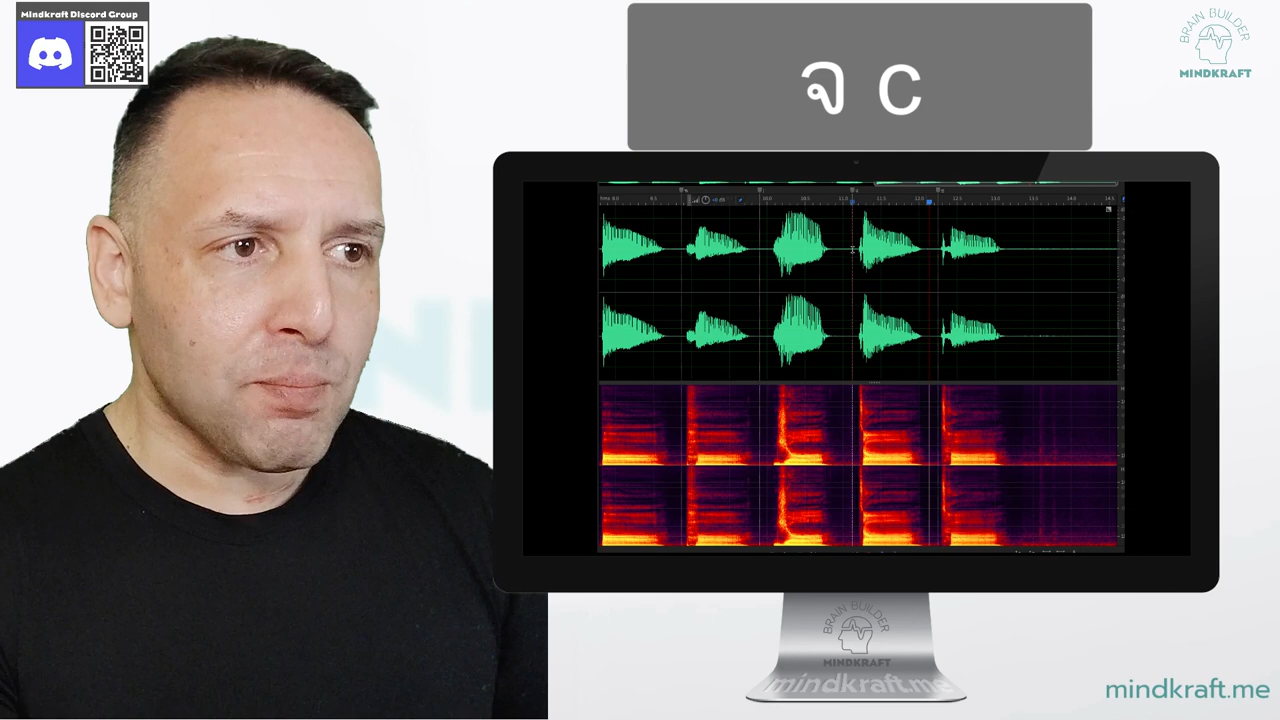 Mindkraft Discord Group
BRAIN BUILDER
MINDKRAFT
จ C
BRAIN BUILDER
MINDKRAFT
mindkraft.me
mindkraft.me